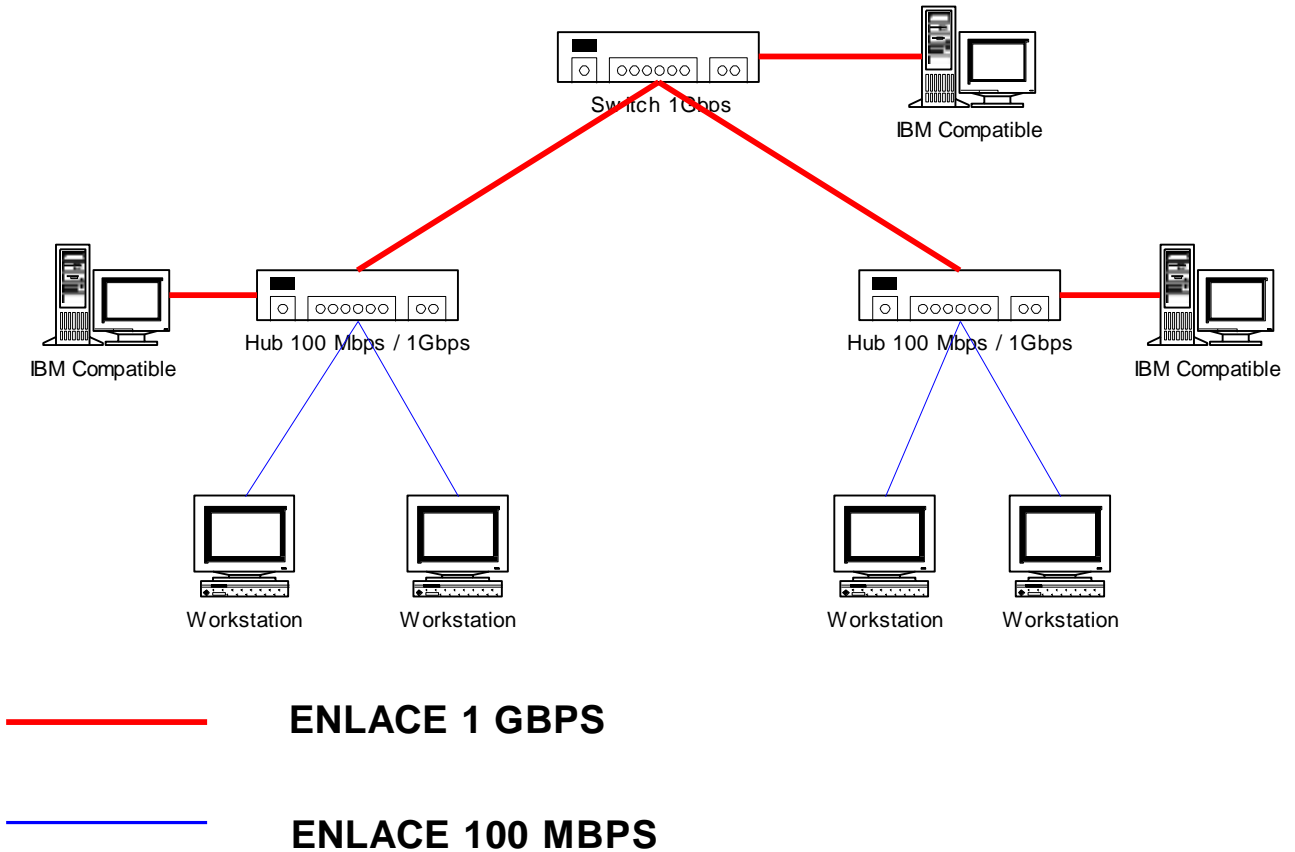 Switch 1Gbps
IBM Compatible
IBM Compatible
Hub 100 Mbps / 1Gbps
Hub 100 Mbps / 1Gbps
IBM Compatible
Workstation
Workstation
Workstation
Workstation
ENLACE 1 GBPS
ENLACE 100 MBPS